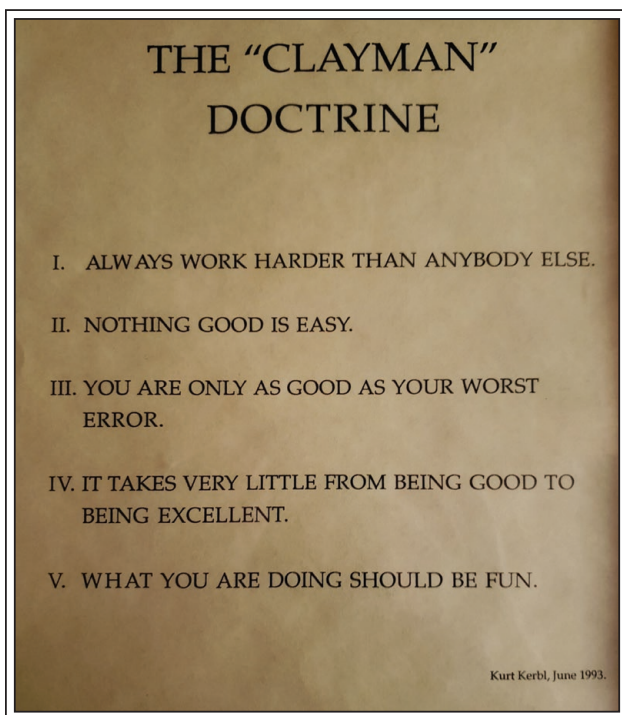 THE “CLAYMAN”
DOCTRINE
I. ALWAYS WORK HARDER THAN ANYBODY ELSE.
II. NOTHING GOOD IS EASY.
III. YOU ARE ONLY AS GOOD AS YOUR WORST
ERROR.
IV. IT TAKES VERY LITTLE FROM BEING GOOD TO
BEING EXCELLENT.
V. WHAT YOU ARE DOING SHOULD BE FUN.
Kurt Kerbl, June 1993.